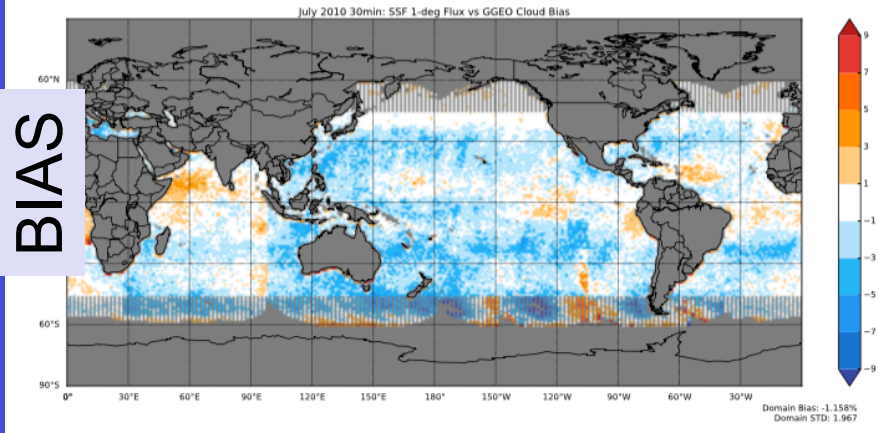 July 2010 30min: SSF 1-deg Flux vs GGEO Cloud Bias
BIAS
60°N
60°S
90°S
0° 30°E 60°E 90°E 120°E 150°E 180° 150°W 120°W 90°W 60°W 30°W
9
7
5
3
1
−1
−3
−5
−7
−9
Domain Bias: -1.158%
Domain STD: 1.967